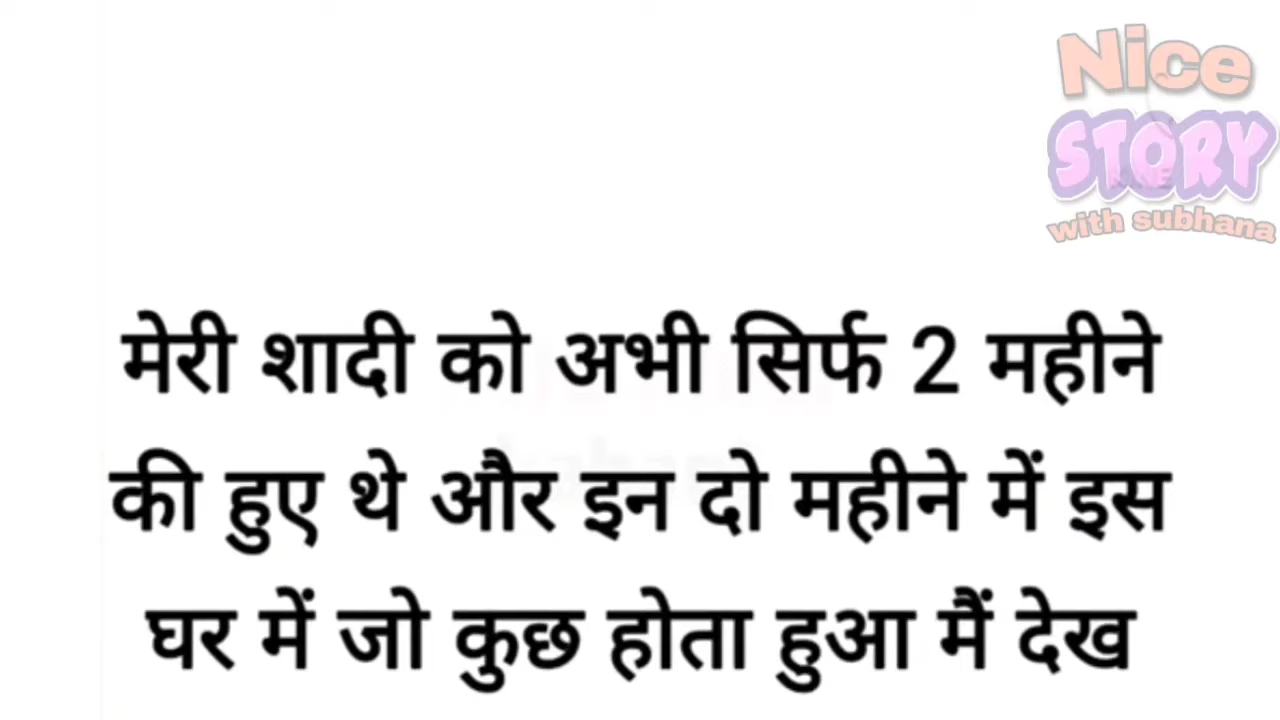 Nice
STORY
with subhana
मेरी शादी को अभी सिर्फ 2 महीने
की हुए थे और इन दो महीने में इस
घर में जो कुछ होता हुआ मैं देख